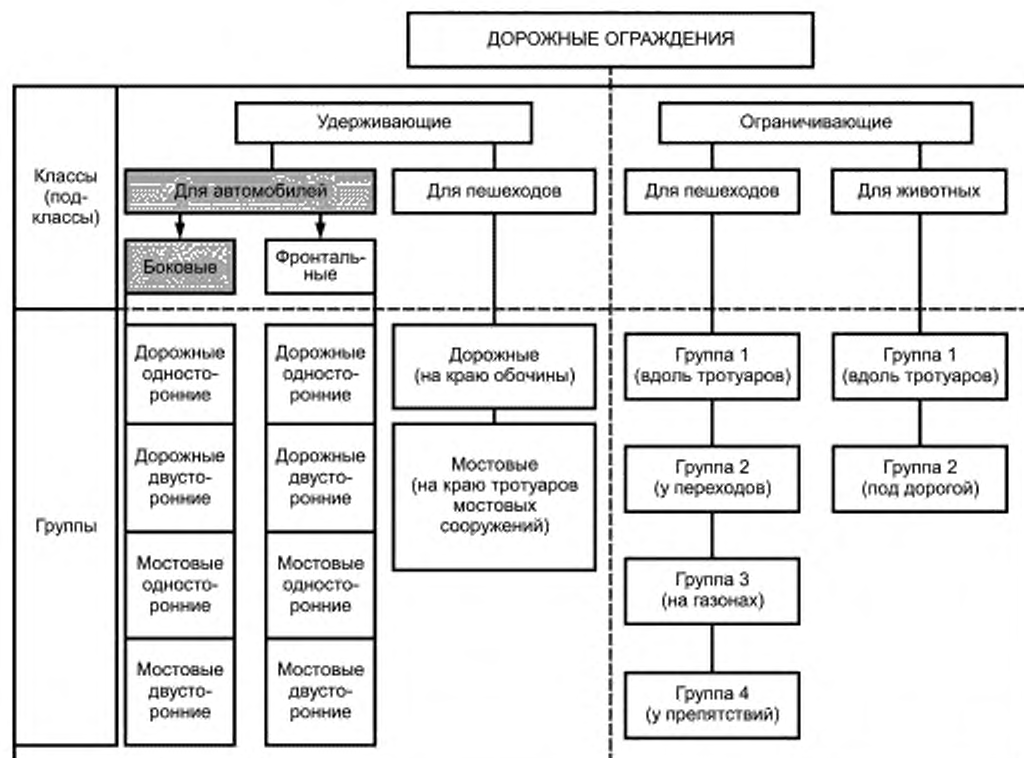 ДОРОЖНЫЕ ОГРАЖДЕНИЯ
Классы
(под-
классы)
Удерживающие
Ограничивающие
Для автомобилей
Для пешеходов
Для пешеходов
Для животных
Боковые
Фронталь-
ные
Группы
Дорожные
односто-
ронние
Дорожные
двусто-
ронние
Мостовые
односто-
ронние
Мостовые
двусто-
ронние
Дорожные
односто-
ронние
Дорожные
двусто-
ронние
Мостовые
односто-
ронние
Мостовые
двусто-
ронние
Дорожные
(на краю обочины)
Мостовые
(на краю тротуаров
мостовых
сооружений)
Группа 1
(вдоль тротуаров)
Группа 2
(у переходов)
Группа 3
(на газонах)
Группа 4
(у препятствий)
Группа 1
(вдоль тротуаров)
Группа 2
(под дорогой)